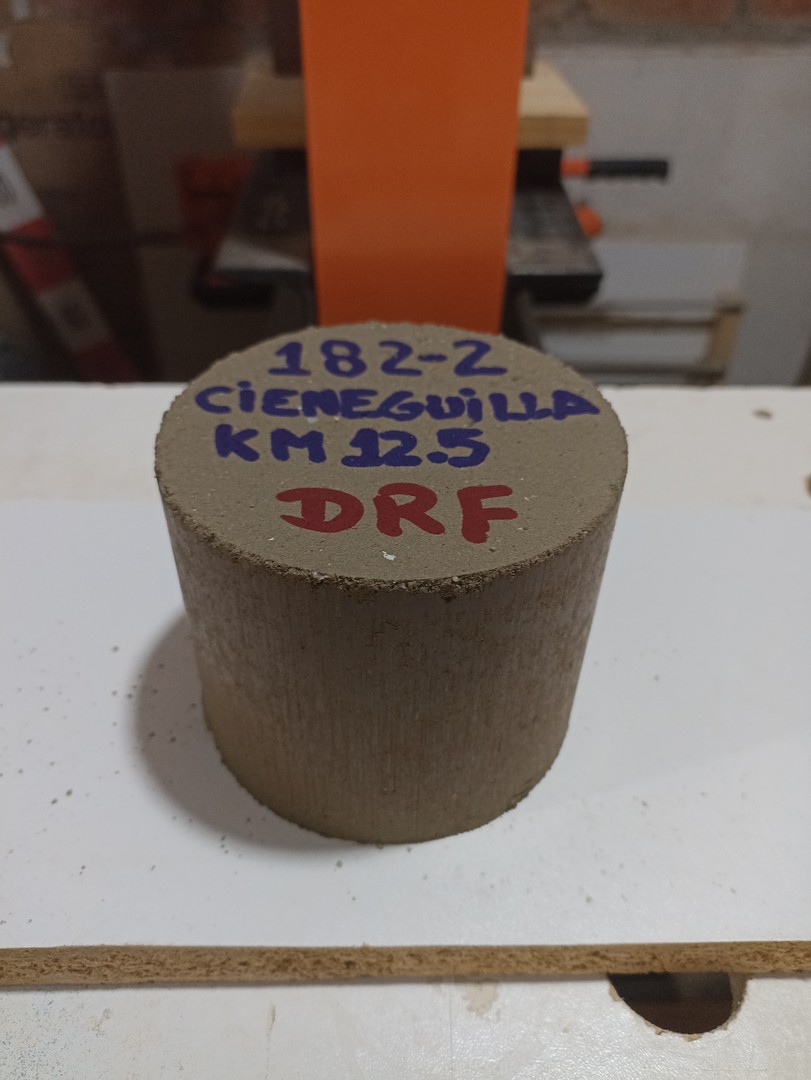 182-2
CiENEGUiLLA
KM 12.5
DRF